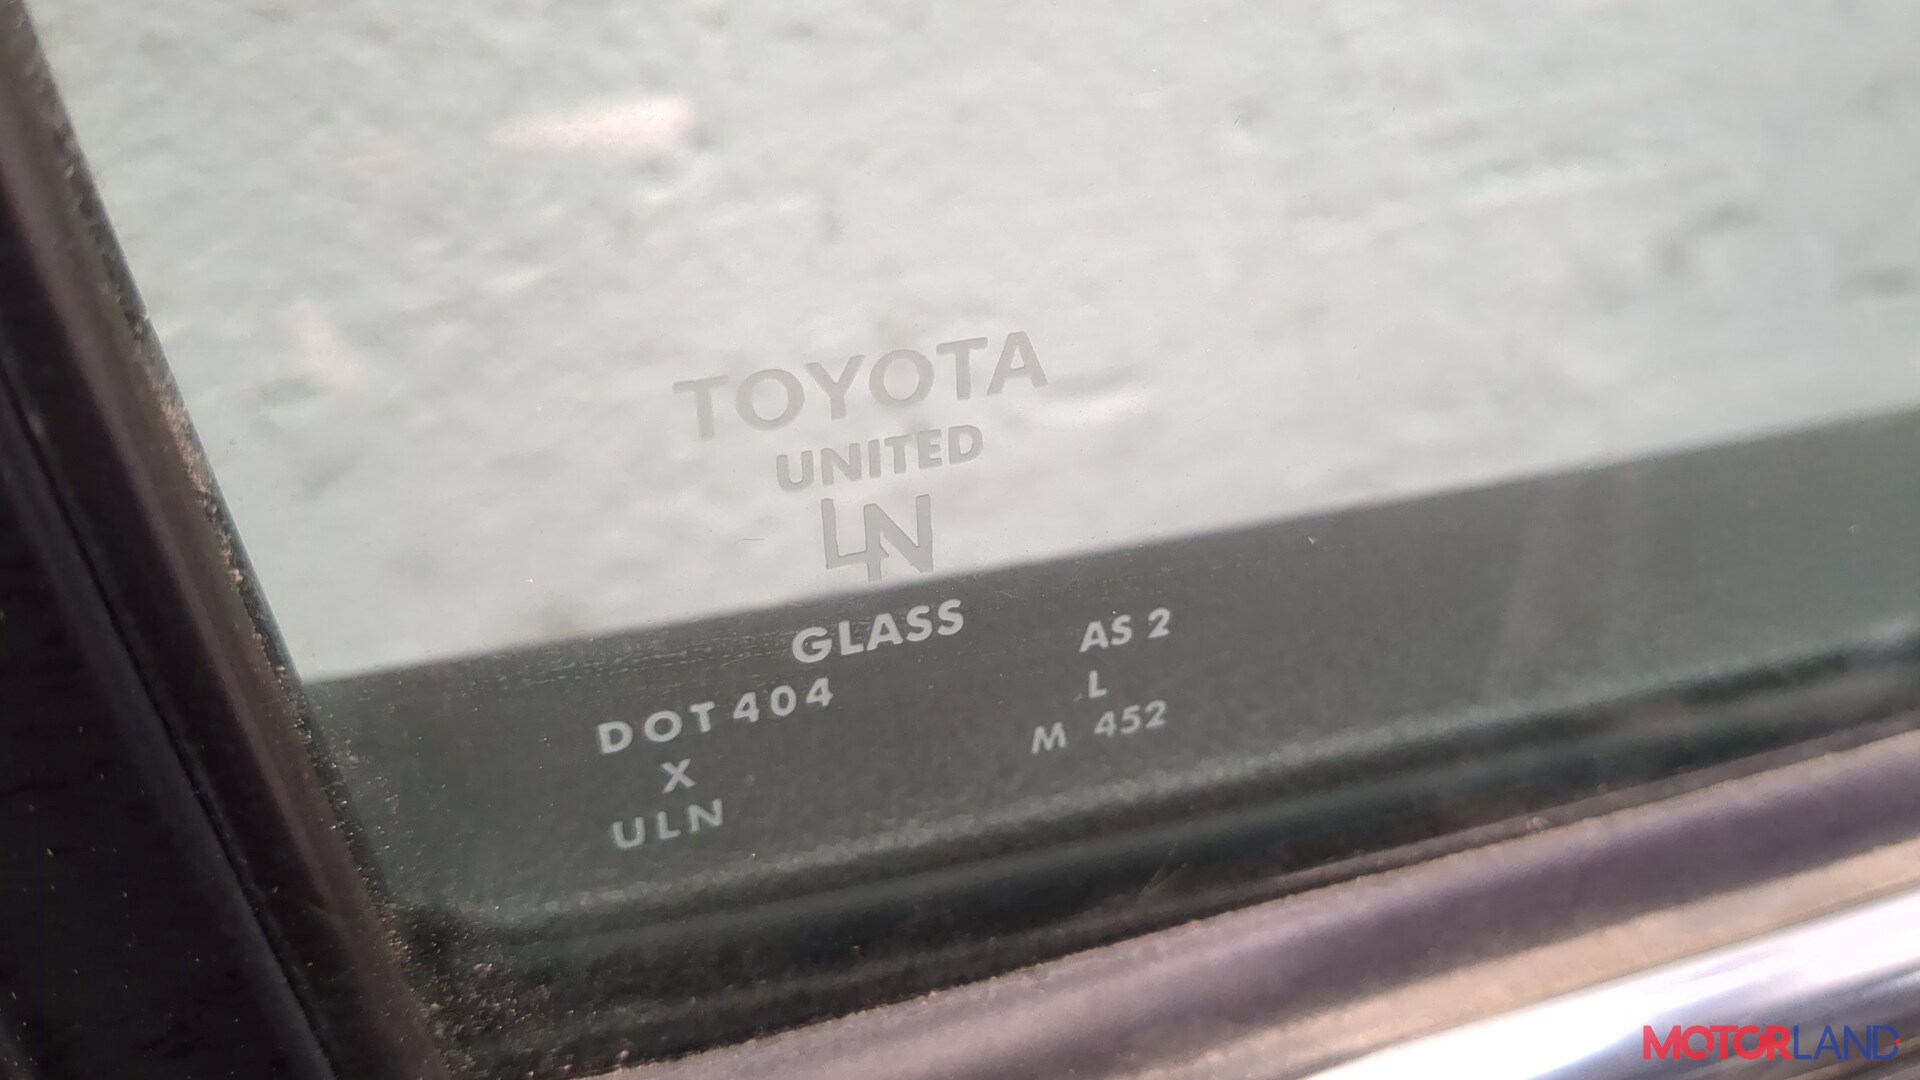 TOYOTA
UNITED
LN
GLASS
DOT 404
X
ULN
AS 2
L
M 452
MOTORLAND